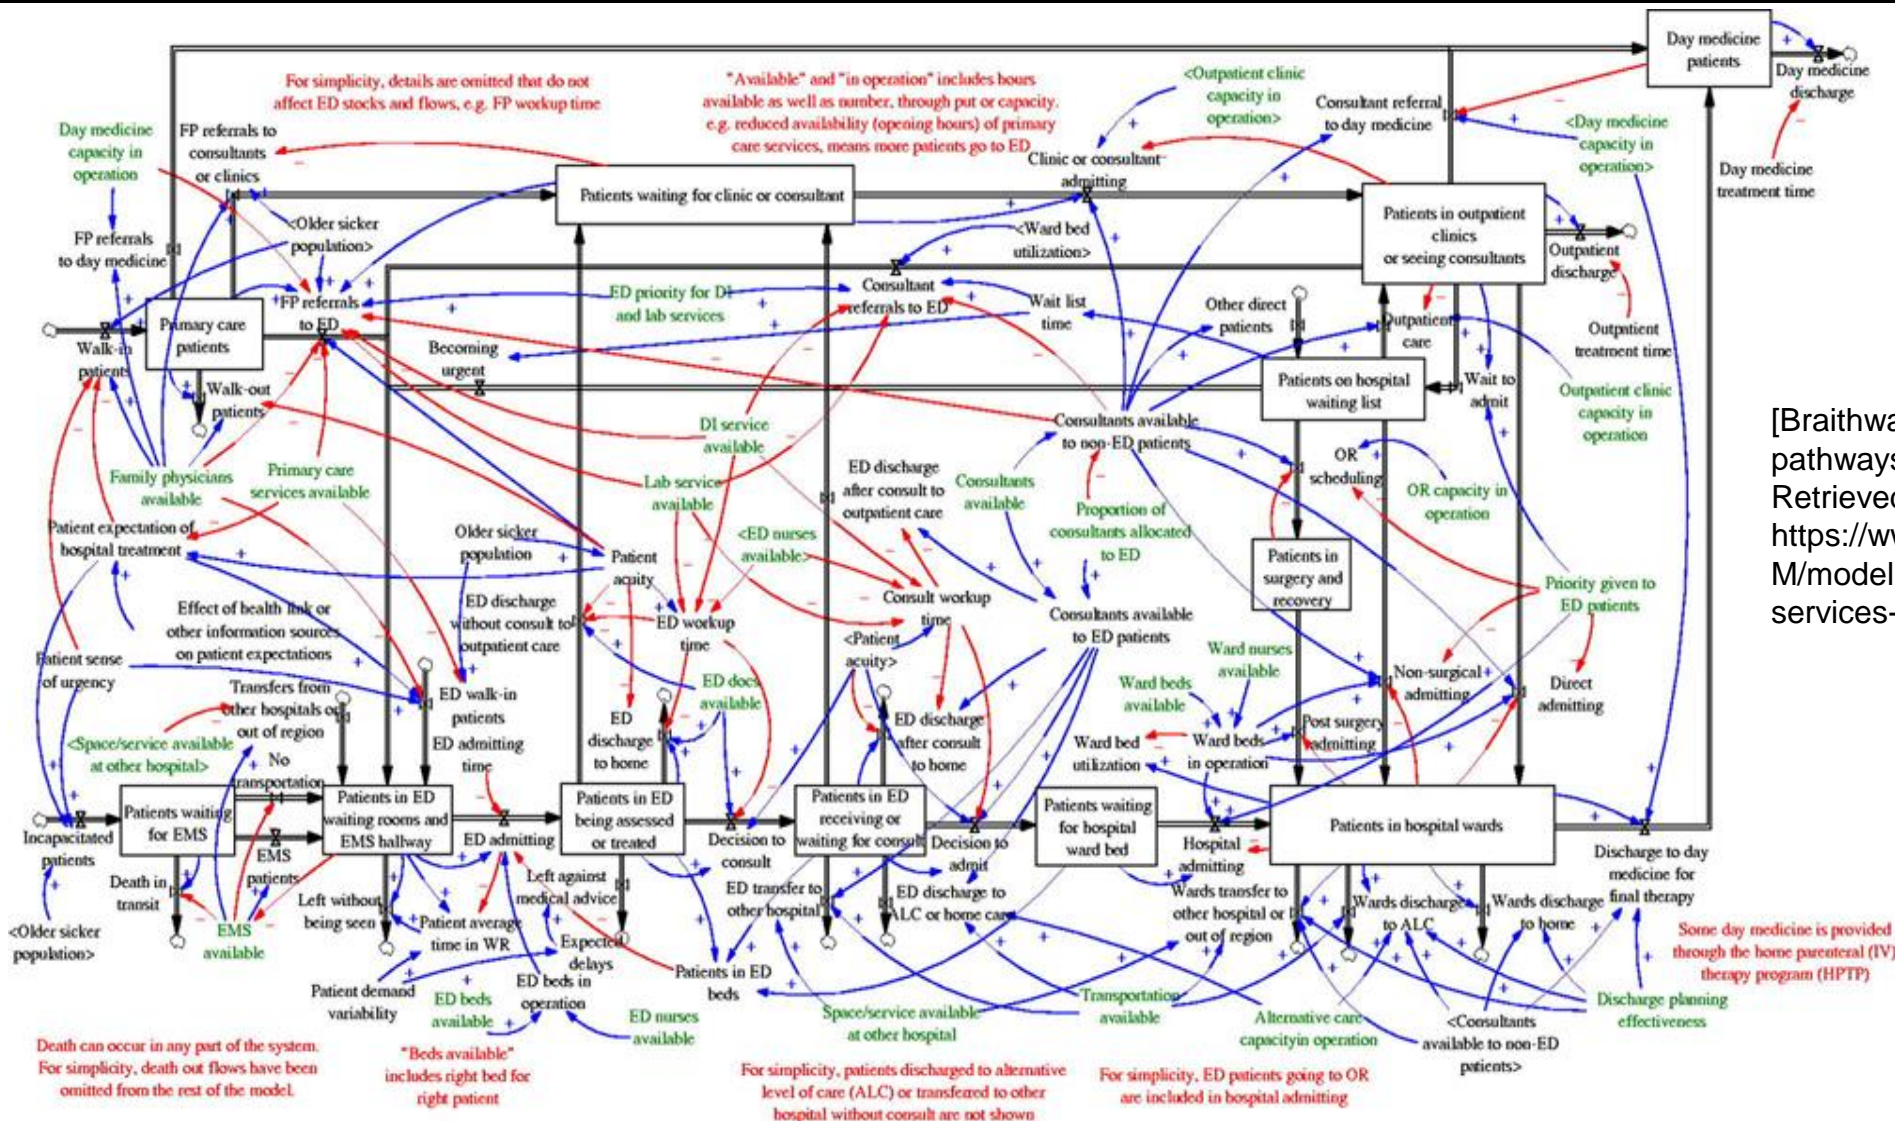 Day medicine
patients
Day medicine
discharge
For simplicity, details are omitted that do not
affect ED stocks and flows, e.g. FP workup time
"Available" and "in operation" includes hours
available as well as number, through put or capacity.
e.g. reduced availability (opening hours) of primary
care services, means more patients go to ED
<Outpatient clinic
capacity in
operation>
Consultant referral
to day medicine
<Day medicine
capacity in
operation>
Day medicine
treatment time
Day medicine
capacity in
operation
FP referrals to
consultants
or clinics
Patients waiting for clinic or consultant
Clinic or consultant
admitting
Patients in outpatient
clinics
or seeing consultants
Outpatient
discharge
<Older sicker
population>
<Ward bed
utilization>
FP referrals
to day medicine
FP referrals
to ED
ED priority for DI
and lab services
Consultant
referrals to ED
Wait list
time
Other direct
patients
Outpatient
care
Outpatient
treatment time
Primary care
patients
Walk-in
patients
Becoming
urgent
Walk-out
patients
Patients on hospital
waiting list
Wait to
admit
Outpatient clinic
capacity in
operation
DI service
available
Consultants available
to non-ED patients
Family physicians
available
Primary care
services available
Lab service
available
ED discharge
after consult to
outpatient care
Consultants
available
OR
scheduling
OR capacity in
operation
Proportion of
consultants allocated
to ED
Patient expectation of
hospital treatment
Older sicker
population
Patient
acuity
<ED nurses
available>
Patients in
surgery and
recovery
Priority given to
ED patients
Effect of health link or
other information sources
on patient expectations
ED discharge
without consult to
outpatient care
ED workup
time
Consult workup
time
Consultants available
to ED patients
<Patient
acuity>
Ward nurses
available
Patient sense
of urgency
Transfers from
other hospitals or
out of region
ED walk-in
patients
ED docs
available
Ward beds
available
Non-surgical
admitting
Direct
admitting
<Space/service available
at other hospital>
No
transportation
ED admitting
time
ED
discharge
to home
ED discharge
after consult
to home
Ward bed
utilization
Ward beds
in operation
Post surgery
admitting
Patients waiting
for EMS
Patients in ED
waiting rooms and
EMS hallway
Patients in ED
being assessed
or treated
Patients in ED
receiving or
waiting for consult
Patients waiting
for hospital
ward bed
Patients in hospital wards
Incapacitated
patients
EMS
patients
ED admitting
Decision to
consult
Decision to
admit
Hospital
admitting
Discharge to day
medicine for
final therapy
Death in
transit
Left without
being seen
Left against
medical advice
ED transfer to
other hospital
ED discharge to
ALC or home care
Wards transfer to
other hospital or
out of region
Wards discharge
to ALC
Wards discharge
to home
<Older sicker
population>
EMS
available
Patient average
time in WR
Expected
delays
Patients in ED
beds
Some day medicine is provided
through the home parenteral (IV)
therapy program (HPTP)
Patient demand
variability
ED beds in
operation
ED beds
available
ED nurses
available
Space/service available
at other hospital
Transportation
available
Alternative care
capacityin operation
<Consultants
available to non-ED
patients>
Discharge planning
effectiveness
Death can occur in any part of the system.
For simplicity, death out flows have been
omitted from the rest of the model.
"Beds available"
includes right bed for
right patient
For simplicity, patients discharged to alternative
level of care (ALC) or transferred to other
hospital without consult are not shown
For simplicity, ED patients going to OR
are included in hospital admitting
pathways
Retrieved
services-